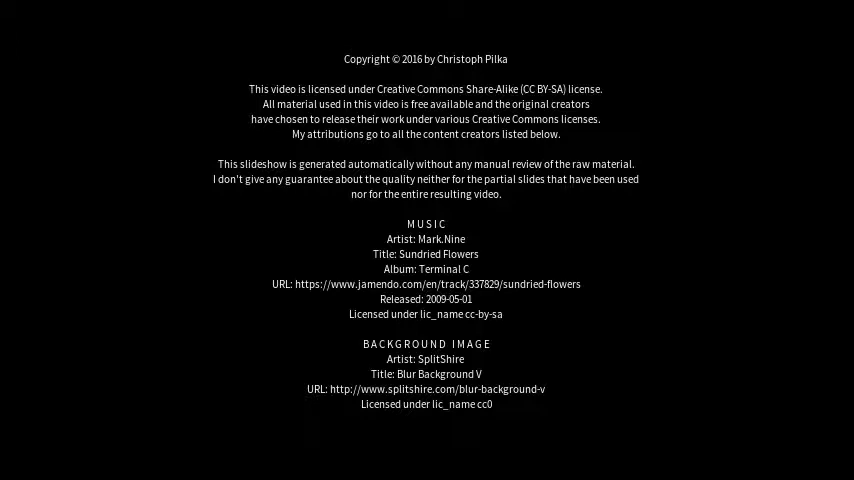 Copyright © 2016 by Christoph Pilka
This video is licensed under Creative Commons Share-Alike (CC BY-SA) license.
All material used in this video is free available and the original creators
have chosen to release their work under various Creative Commons licenses.
My attributions go to all the content creators listed below.
This slideshow is generated automatically without any manual review of the raw material.
I don't give any guarantee about the quality neither for the partial slides that have been used
nor for the entire resulting video.
MUSIC
Artist: Mark.Nine
Title: Sundried Flowers
Album: Terminal C
URL: https://www.jamendo.com/en/track/337829/sundried-flowers
Released: 2009-05-01
Licensed under lic_name cc-by-sa
BACKGROUND IMAGE
Artist: SplitShire
Title: Blur Background V
URL: http://www.splitshire.com/blur-background-v
Licensed under lic_name cc0